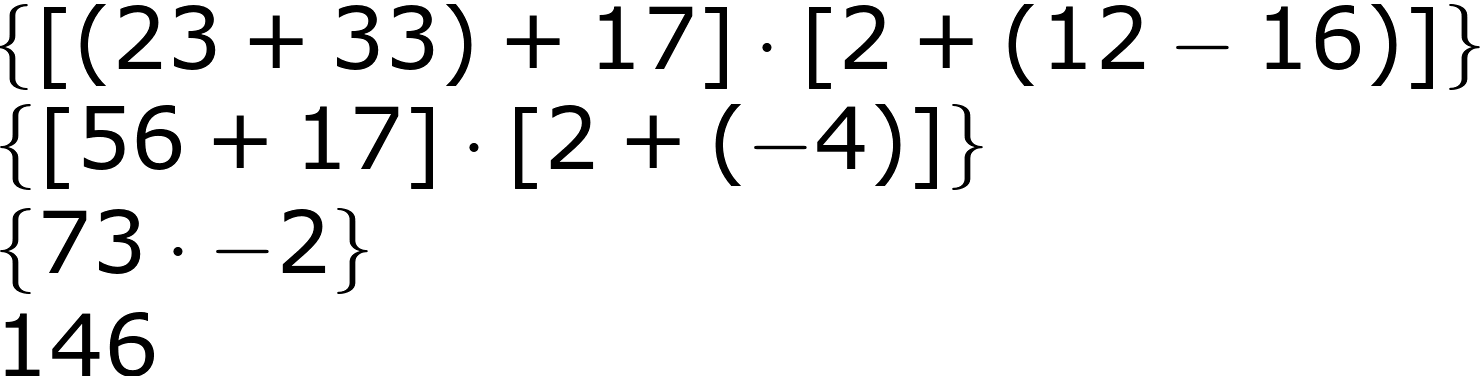 {[(23 + 33) + 17] · [2 + (12 − 16)]}
{[56 + 17] · [2 + (−4)]}
{73 · −2}
146